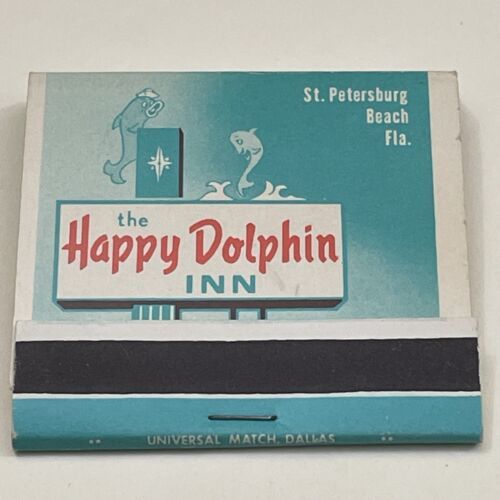 St. Petersburg
Beach
Fla.
the
Happy Dolphin
INN
UNIVERSAL MATCH, DALLAS